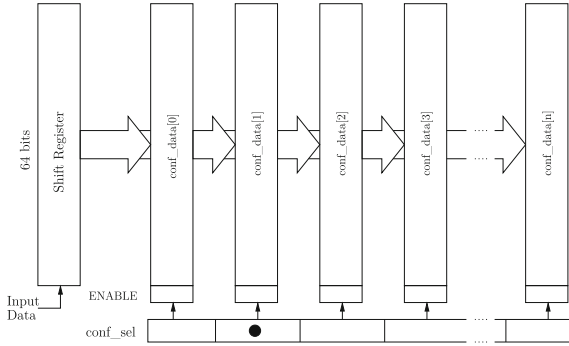 64 bits
Shift Register
conf_data[0]
conf_data[1]
conf_data[2]
conf_data[3]
conf_data[n]
Input
Data
ENABLE
conf_sel